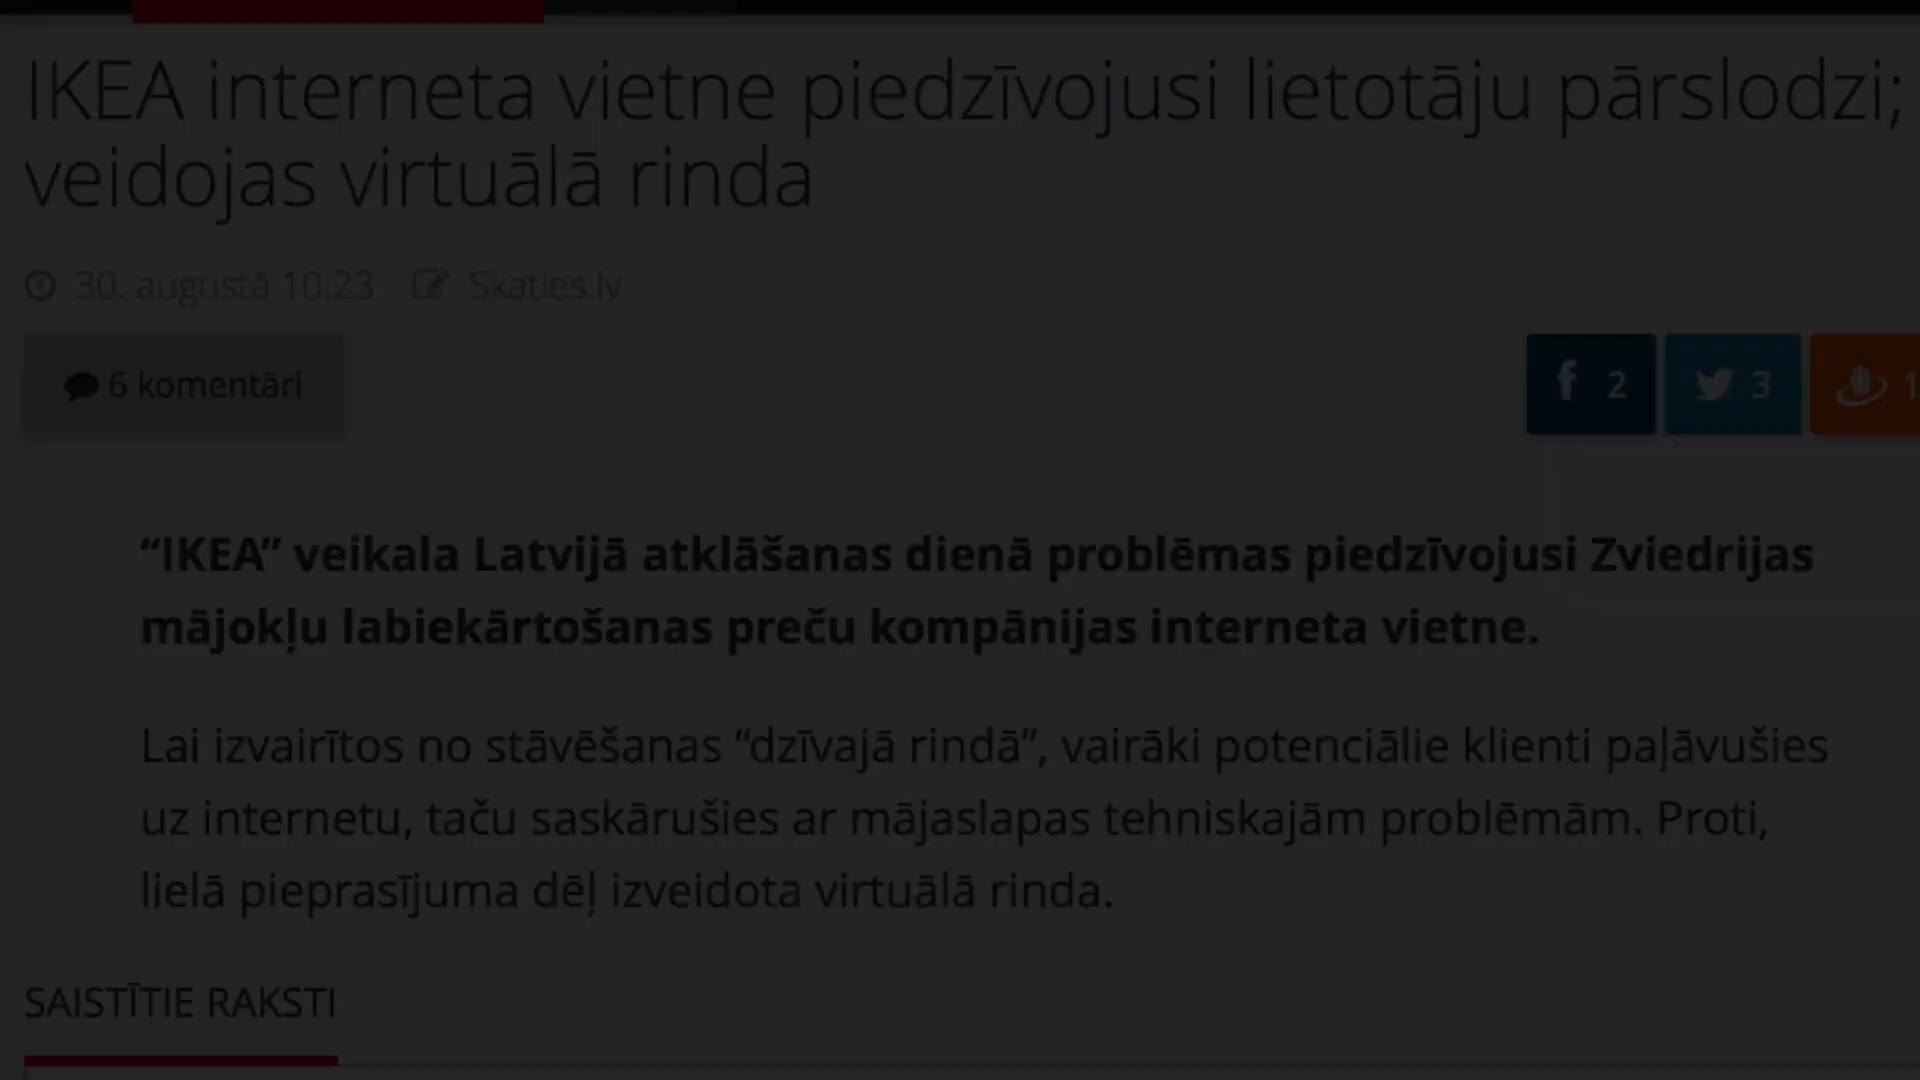 IKEA interneta vietne piedzīvojusi lietotāju pārslodzi;
veidojas virtuālā rinda
30. augustā 10.23 Skaties.lv
6 komentāri
2 3 1
“IKEA” veikala Latvijā atklāšanas dienā problēmas piedzīvojusi Zviedrijas
mājokļu labiekārtošanas preču kompānijas interneta vietne.
Lai izvairītos no stāvēšanas “dzīvajā rindā”, vairāki potenciālie klienti paļāvušies
uz internetu, taču saskārušies ar mājaslapas tehniskajām problēmām. Proti,
lielā pieprasījuma dēļ izveidota virtuālā rinda.
SAISTĪTIE RAKSTI